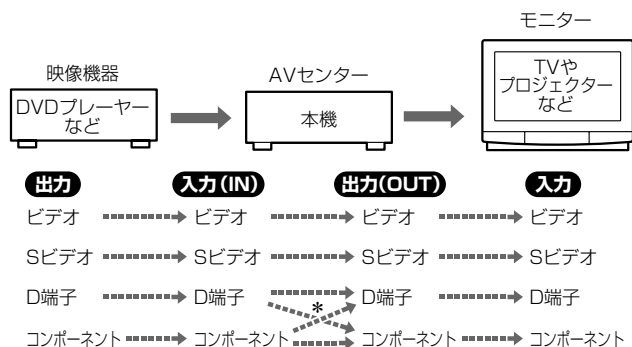 モニター
映像機器
AVセンター
TVや
プロジェクター
など
DVDプレーヤー
など
本機
出力
入力(IN)
出力(OUT)
入力
ビデオ ビデオ ビデオ ビデオ
Sビデオ Sビデオ Sビデオ Sビデオ
D端子 D端子 D端子 D端子
*
コンポーネント コンポーネント コンポーネント コンポーネント